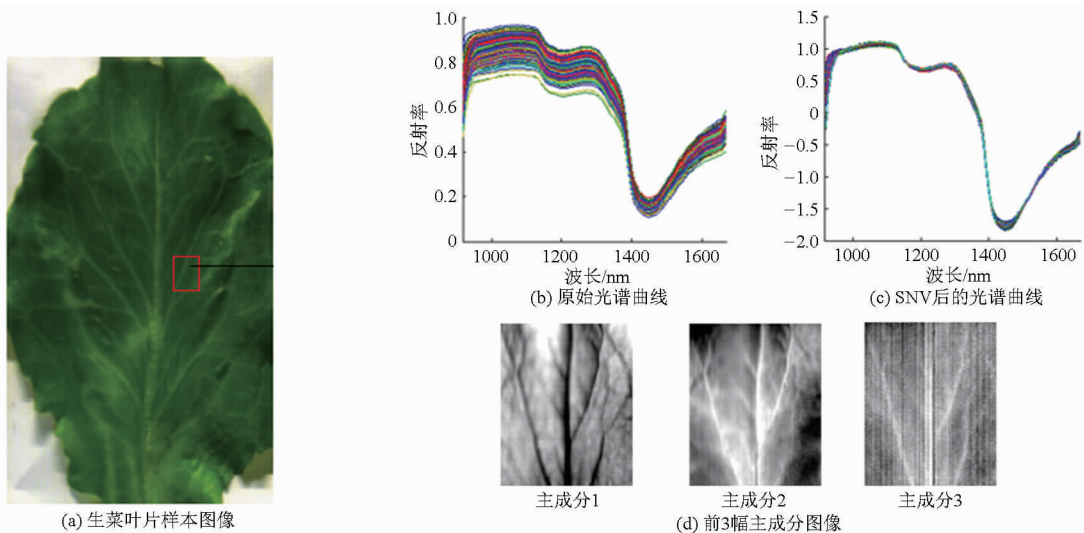 1.0
0.8
0.6
0.4
0.2
0
反射率
1000
1200
1400
1600
波长/nm
(b) 原始光谱曲线
1.5
1.0
0.5
0
−0.5
−1.0
−1.5
−2.0
反射率
1000
1200
1400
1600
波长/nm
(c) SNV后的光谱曲线
主成分1
主成分2
主成分3
(a) 生菜叶片样本图像
(d) 前3幅主成分图像